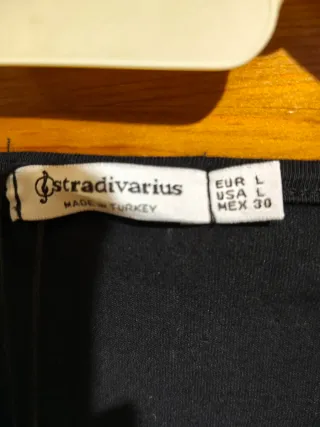 stradivarius
MADE IN TURKEY
EUR L
USA L
MEX 30